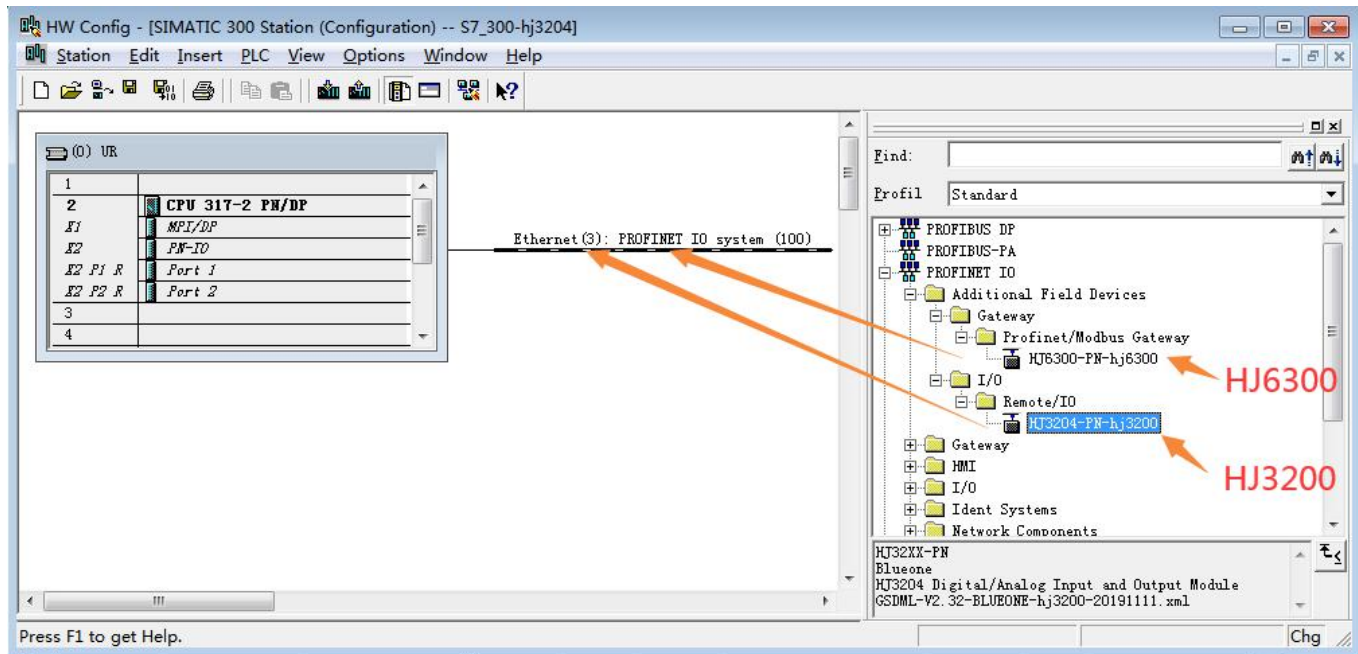 HW Config - [SIMATIC 300 Station (Configuration) -- S7_300-hj3204]
Station Edit Insert PLC View Options Window Help
(0) UR
1
2 CPU 317-2 PN/DP
X1 MPI/DP
X2 PN-IO
X2 P1 R Port 1
X2 P2 R Port 2
3
4
Ethernet(3): PROFINET IO system (100)
Find:
Profil Standard
PROFIBUS DP
PROFIBUS-PA
PROFINET IO
Additional Field Devices
Gateway
Profinet/Modbus Gateway
HJ6300-PN-hj6300
HJ6300
I/O
Remote/IO
HJ3204-PN-hj3200
HJ3200
Gateway
HMI
I/O
Ident Systems
Network Components
HJ32XX-PN
Blueone
HJ3204 Digital/Analog Input and Output Module
GSDML-V2.32-BLUEONE-hj3200-20191111.xml
Press F1 to get Help.
Chg